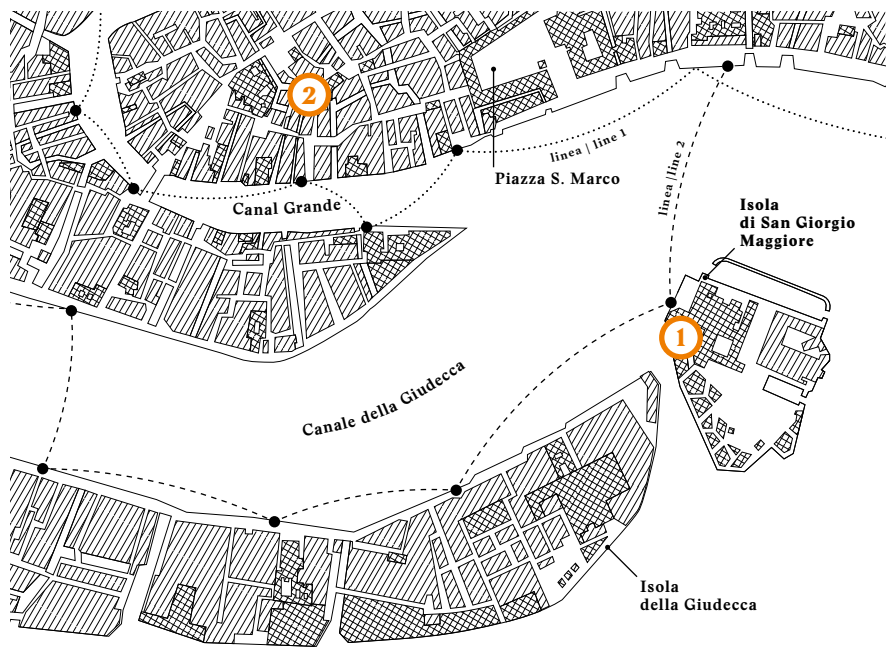 2
linea | line 1
Piazza S. Marco
linea | line 2
Canal Grande
Isola
di San Giorgio
Maggiore
1
Canale della Giudecca
Isola
della Giudecca